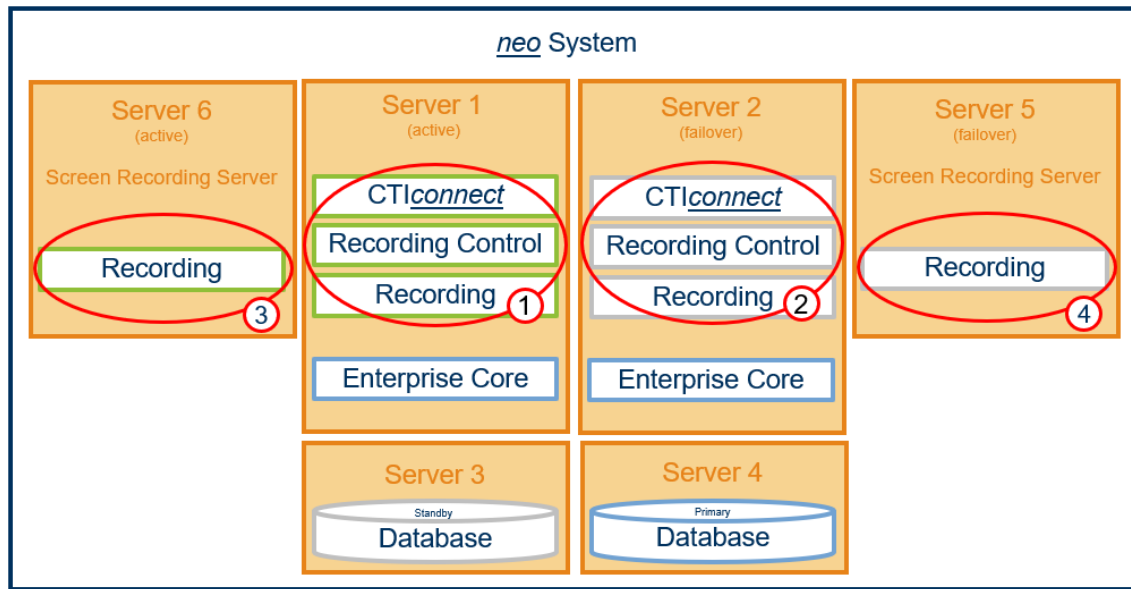 neo System
Server 6
(active)
Screen Recording Server
Recording
3
Server 1
(active)
CTIconnect
Recording Control
Recording
1
Enterprise Core
Server 2
(failover)
CTIconnect
Recording Control
Recording
2
Enterprise Core
Server 5
(failover)
Screen Recording Server
Recording
4
Server 3
Standby
Database
Server 4
Primary
Database